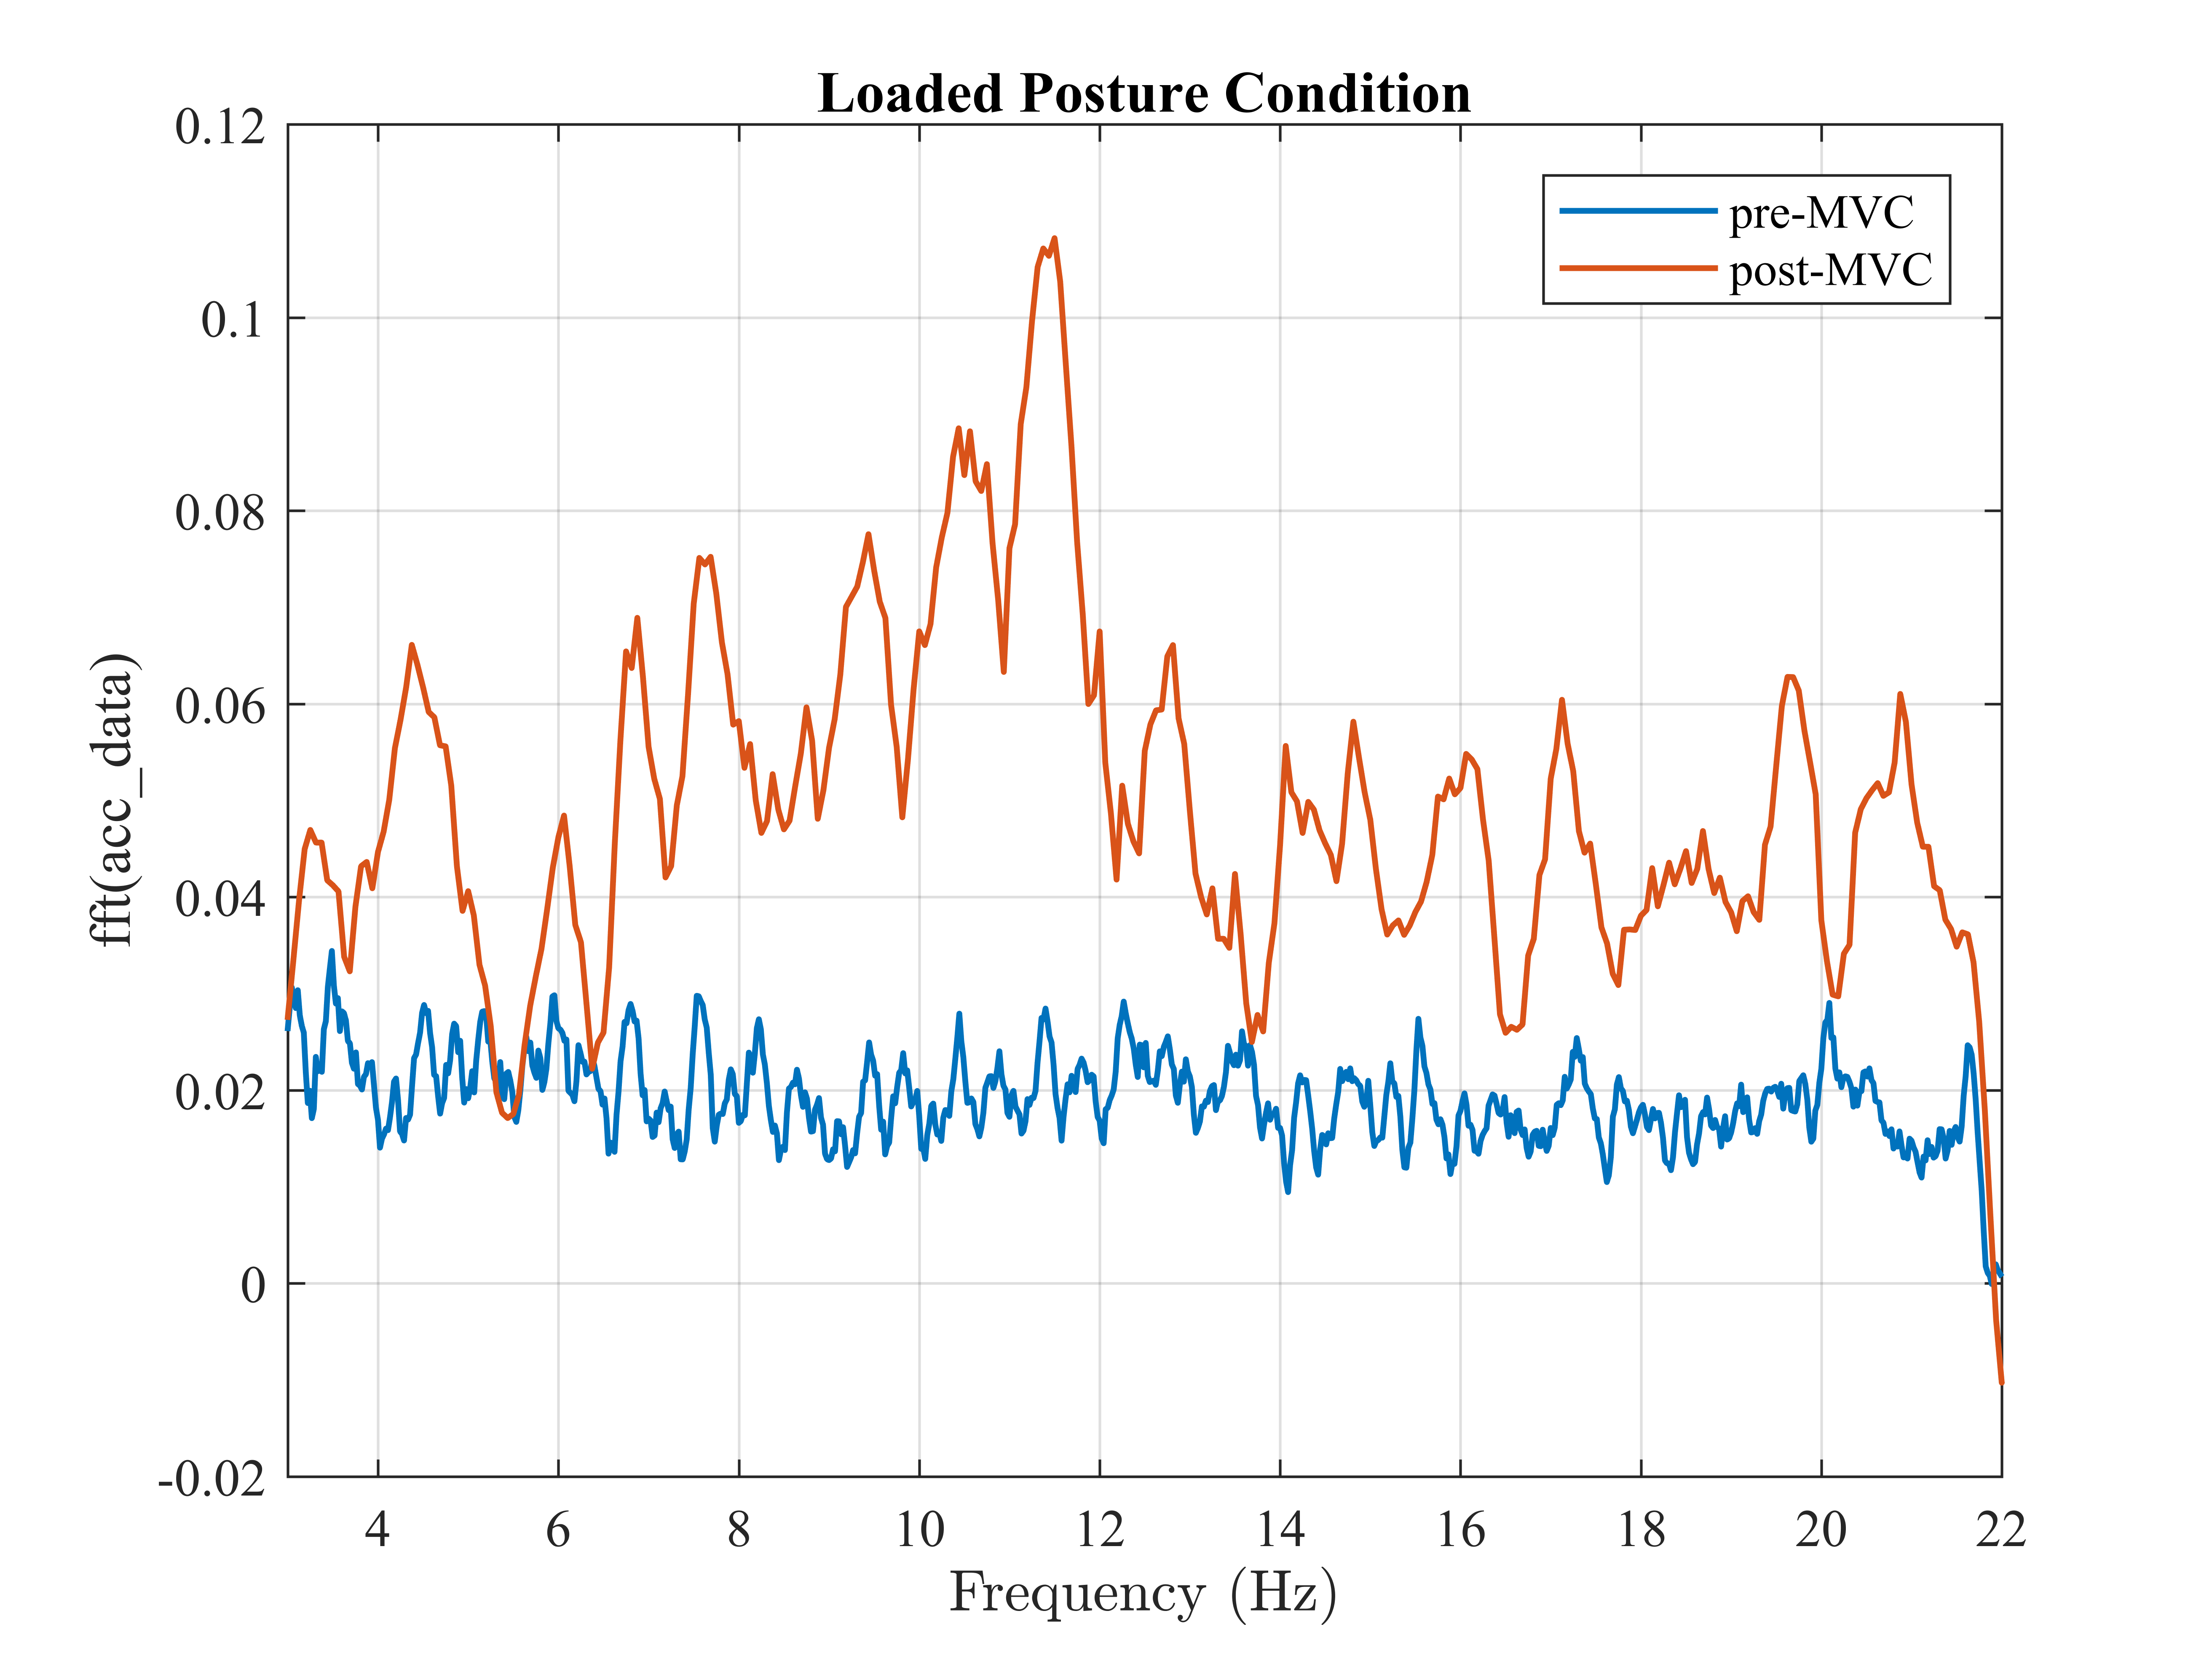 Loaded Posture Condition
0.12
0.1
0.08
0.06
0.04
0.02
0
-0.02
fft(acc_data)
pre-MVC
post-MVC
4 6 8 10 12 14 16 18 20 22
Frequency (Hz)